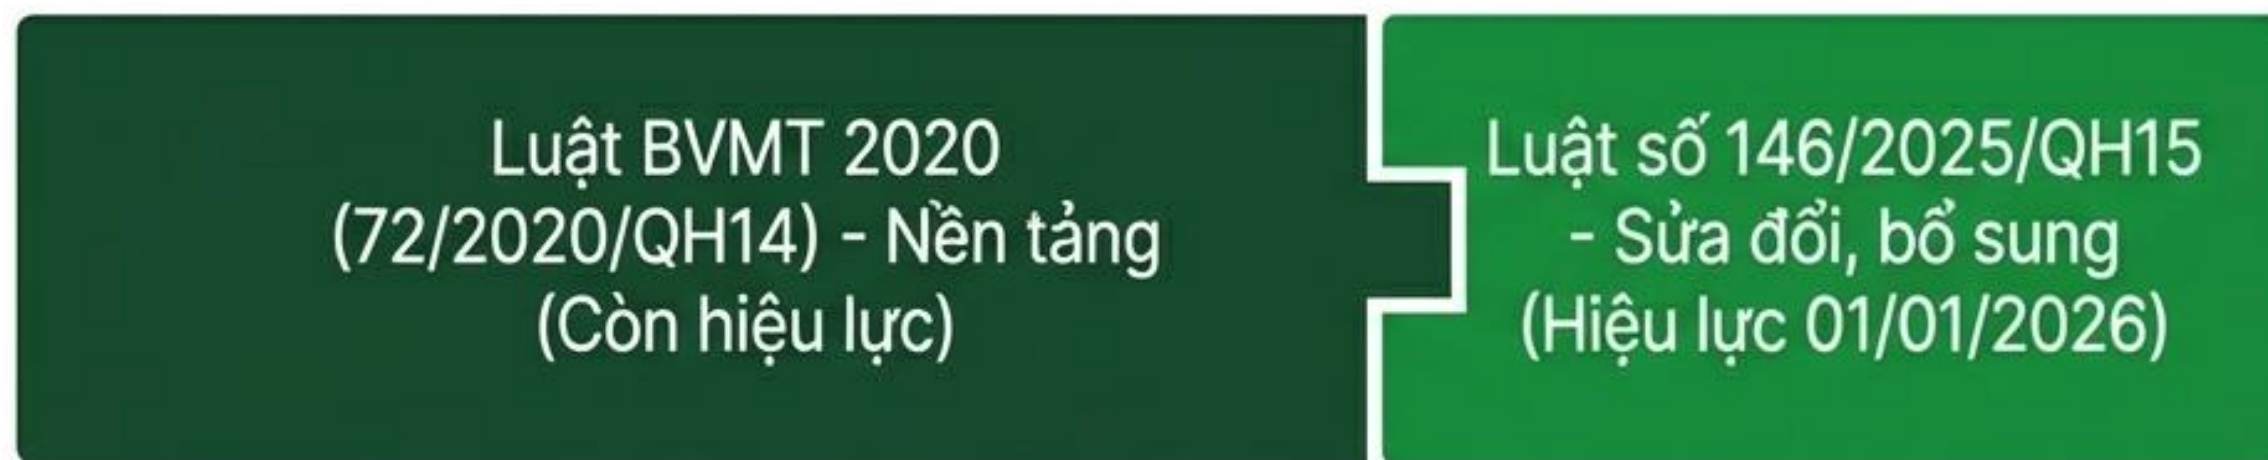 Luật BVMT 2020
(72/2020/QH14) - Nền tảng
(Còn hiệu lực)
Luật số 146/2025/QH15
- Sửa đổi, bổ sung
(Hiệu lực 01/01/2026)